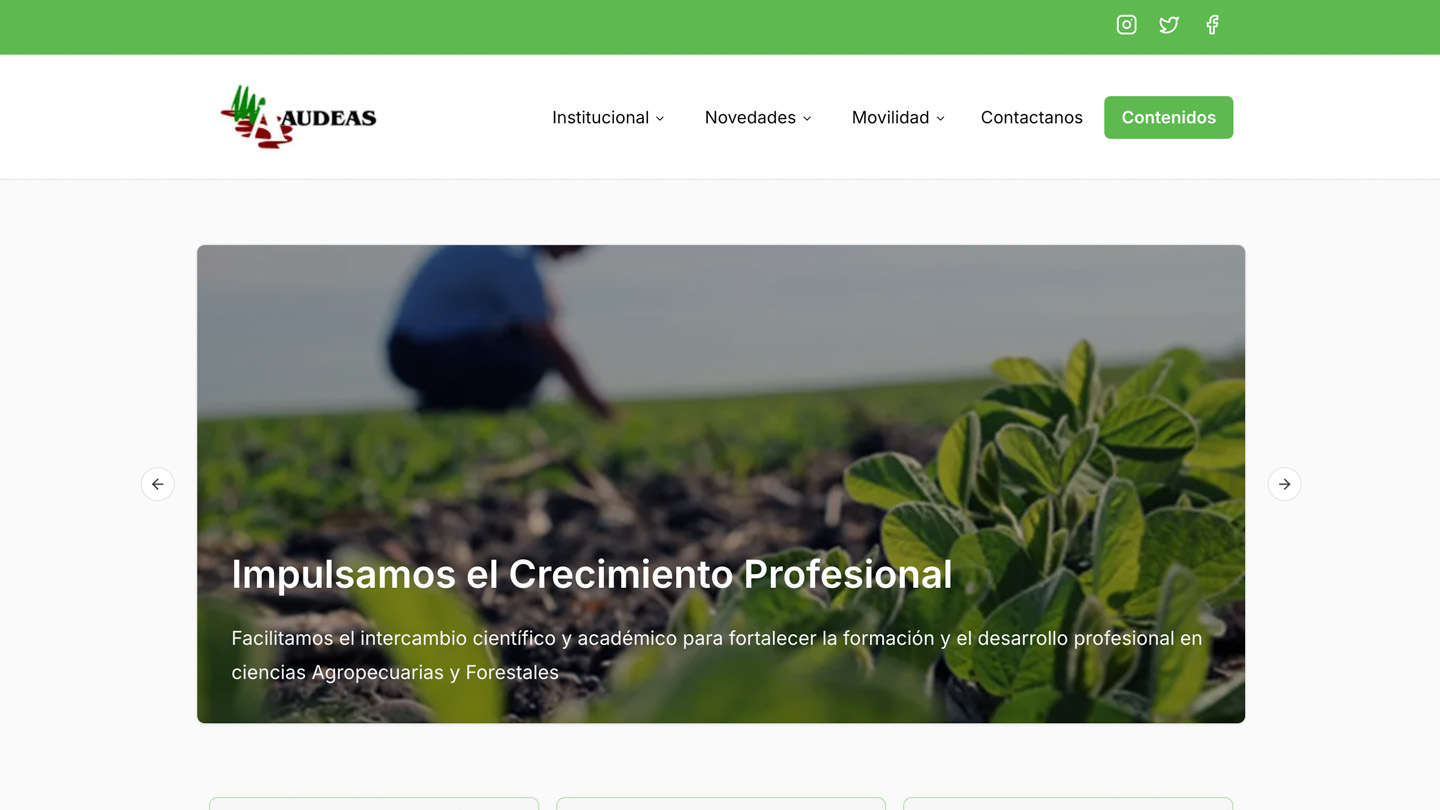 AUDEAS
Institucional
Novedades
Movilidad
Contactanos
Contenidos
Impulsamos el Crecimiento Profesional
Facilitamos el intercambio científico y académico para fortalecer la formación y el desarrollo profesional en
ciencias Agropecuarias y Forestales